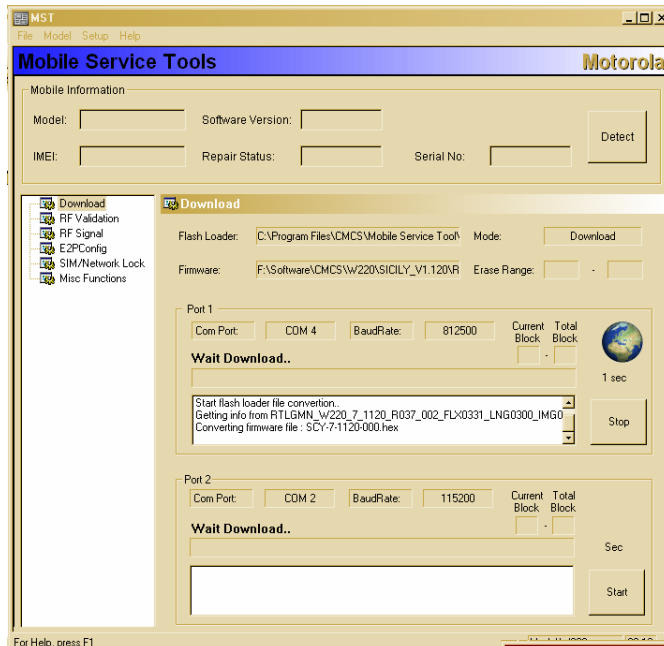 MST
File Model Setup Help
Mobile Service Tools
Motorola
Mobile Information
Model:
Software Version:
IMEI:
Repair Status:
Serial No:
Detect
Download
RF Validation
RF Signal
E2PConfig
SIM/Network Lock
Misc Functions
Download
Flash Loader:
C:\Program Files\CMCS\Mobile Service Tool\
Mode:
Download
Firmware:
F:\Software\CMCS\W220\SICILY_V1.120\R
Erase Range:
-
Port 1
Com Port:
COM 4
BaudRate:
812500
Current Block
Total Block
-
Wait Download..
1 sec
Start flash loader file convertion..
Getting info from RTLGMN_W220_7_1120_R037_002_FLX0331_LNG0300_IMG0
Converting firmware file : SCY-7-1120-000.hex
Stop
Port 2
Com Port:
COM 2
BaudRate:
115200
Current Block
Total Block
-
Wait Download..
Sec
Start
For Help, press F1